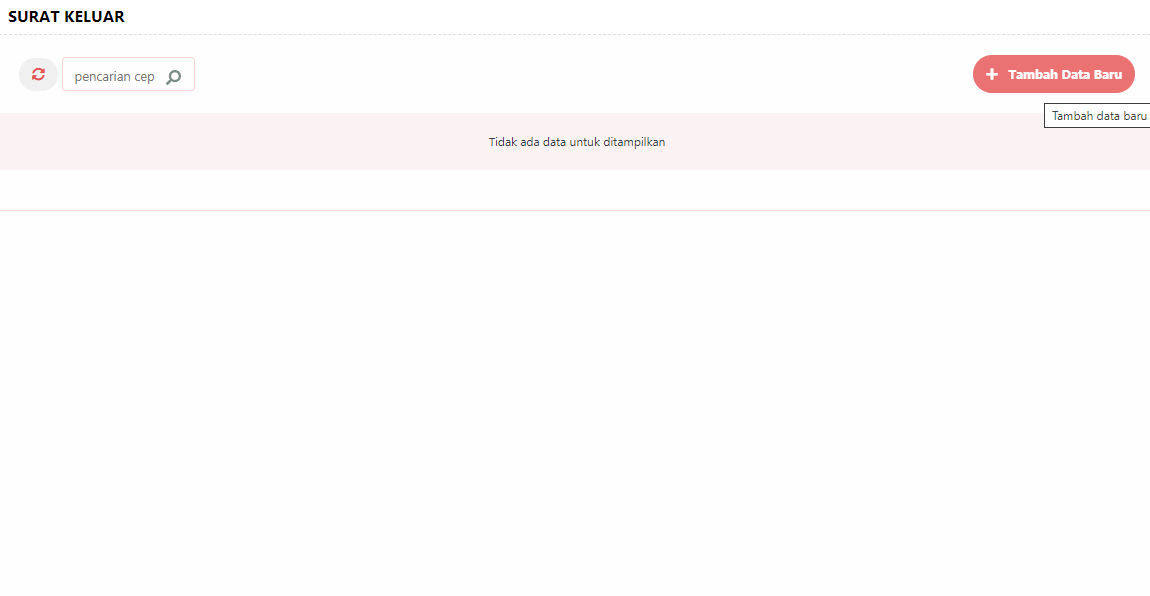 SURAT KELUAR
pencarian cep
Tambah Data Baru
Tambah data baru
Tidak ada data untuk ditampilkan